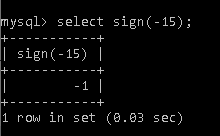 mysql> select sign(-15);
+-----------+
| sign(-15) |
+-----------+
|        -1 |
+-----------+
1 row in set (0.03 sec)